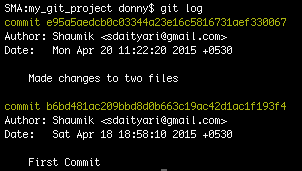 SMA:my_git_project donny$ git log
commit e95a5aedcb0c03344a23e16c5816731aef330067
Author: Shaumik <sdaityari@gmail.com>
Date:   Mon Apr 20 11:22:20 2015 +0530
Made changes to two files
commit b6bd481ac209bbd8d0b663c19ac42d1ac1f193f4
Author: Shaumik <sdaityari@gmail.com>
Date:   Sat Apr 18 18:58:10 2015 +0530
First Commit